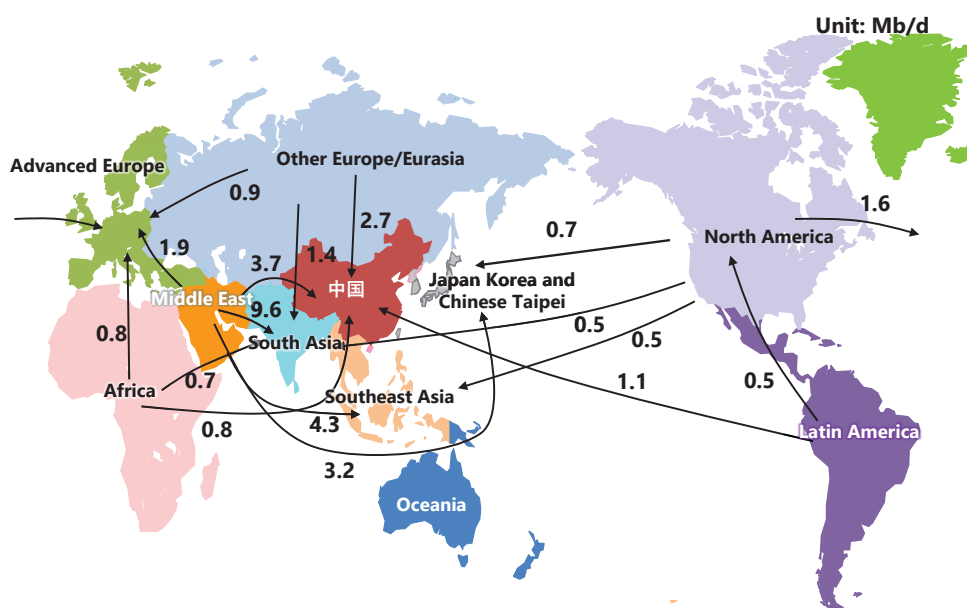 Unit: Mb/d
Advanced Europe
Other Europe/Eurasia
0.9
2.7
1.6
0.7
North America
1.9
3.7
1.4
Japan Korea and
Chinese Taipei
中国
Middle East
9.6
South Asia
0.5
0.5
0.8
0.7
Africa
Southeast Asia
1.1
0.5
0.8
4.3
Latin America
3.2
Oceania